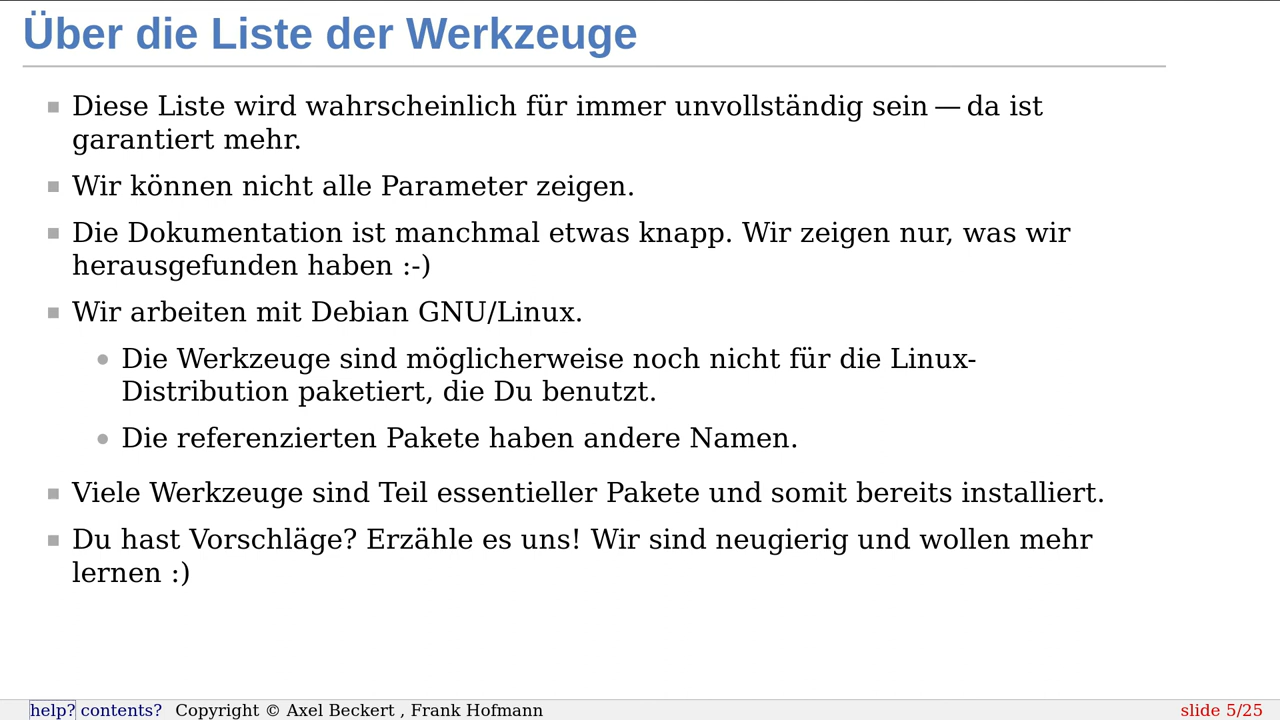 Über die Liste der Werkzeuge
Diese Liste wird wahrscheinlich für immer unvollständig sein — da ist
garantiert mehr.
Wir können nicht alle Parameter zeigen.
Die Dokumentation ist manchmal etwas knapp. Wir zeigen nur, was wir
herausgefunden haben :-)
Wir arbeiten mit Debian GNU/Linux.
Die Werkzeuge sind möglicherweise noch nicht für die Linux-
Distribution paketiert, die Du benutzt.
Die referenzierten Pakete haben andere Namen.
Viele Werkzeuge sind Teil essentieller Pakete und somit bereits installiert.
Du hast Vorschläge? Erzähle es uns! Wir sind neugierig und wollen mehr
lernen :)
help? contents? Copyright © Axel Beckert , Frank Hofmann slide 5/25